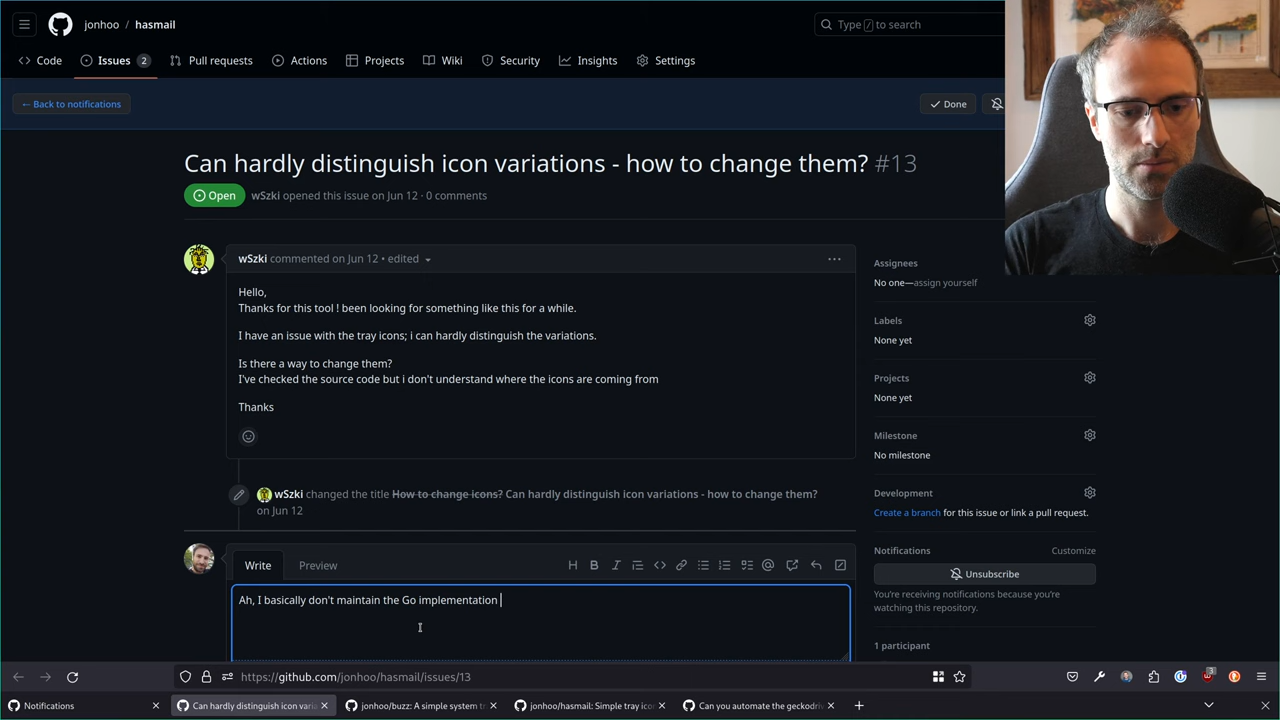 jonhoo / hasmail
Type / to search
Code
Issues 2
Pull requests
Actions
Projects
Wiki
Security
Insights
Settings
← Back to notifications
Done
Can hardly distinguish icon variations - how to change them? #13
Open
wSzki opened this issue on Jun 12 · 0 comments
wSzki commented on Jun 12 • edited
Hello,
Thanks for this tool ! been looking for something like this for a while.
I have an issue with the tray icons; i can hardly distinguish the variations.
Is there a way to change them?
I've checked the source code but i don't understand where the icons are coming from
Thanks
wSzki changed the title How to change icons? Can hardly distinguish icon variations - how to change them?
on Jun 12
Write
Preview
Ah, I basically don't maintain the Go implementation
Assignees
No one—assign yourself
Labels
None yet
Projects
None yet
Milestone
No milestone
Development
Create a branch for this issue or link a pull request.
Notifications
Customize
Unsubscribe
You're receiving notifications because you're
watching this repository.
1 participant
https://github.com/jonhoo/hasmail/issues/13
3
Notifications
Can hardly distinguish icon varia
jonhoo/buzz: A simple system t
jonhoo/hasmail: Simple tray ico
Can you automate the geckodriv